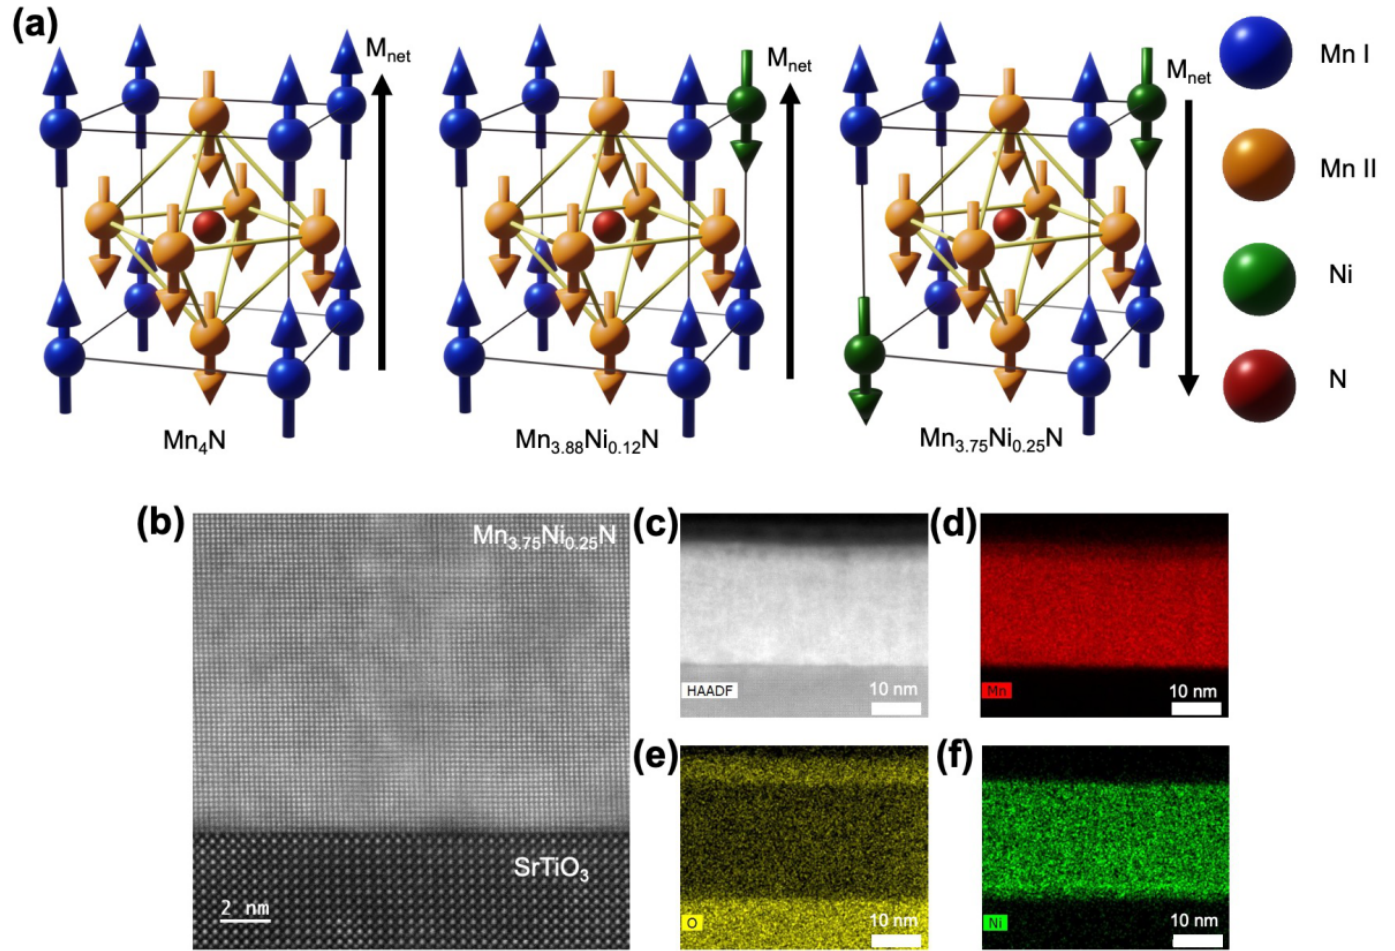 (a)
M_net
M_net
M_net
Mn I
Mn II
Ni
N
Mn₄N
Mn₃.₈₈Ni₀.₁₂N
Mn₃.₇₅Ni₀.₂₅N
(b)
Mn₃.₇₅Ni₀.₂₅N
SrTiO₃
2 nm
(c)
HAADF
10 nm
(d)
Mn
10 nm
(e)
O
10 nm
(f)
Ni
10 nm